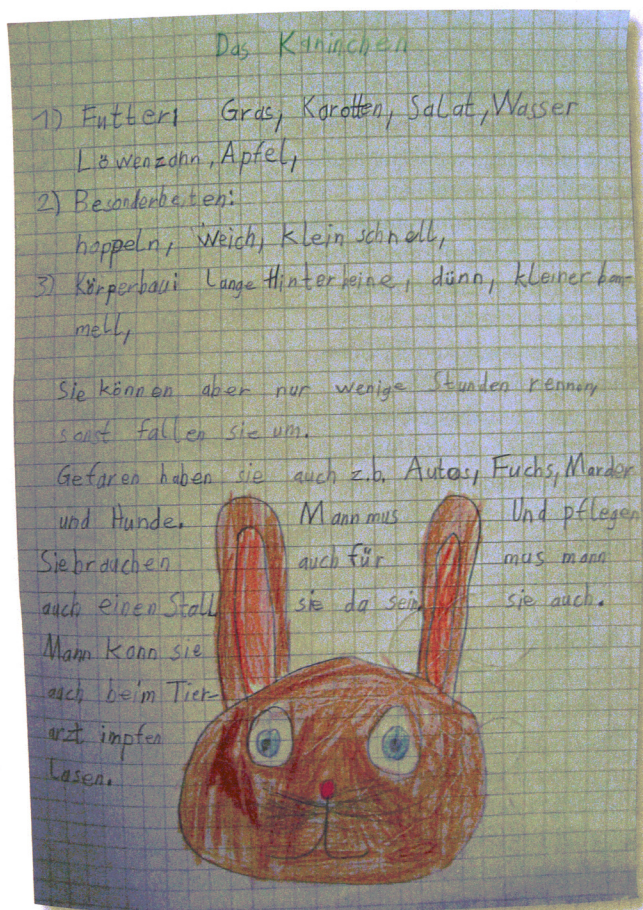 Das Kaninchen
1) Futter: Gras, Karotten, Salat, Wasser
Löwenzahn, Apfel,
2) Besonderheiten:
hoppeln, Weich, Klein schnell,
3) Körperbau: Lange Hinterbeine, dünn, kleiner bom-
mell,
Sie können aber nur wenige Stunden rennen,
sonst fallen sie um.
Gefaren haben sie auch z.b. Autos, Fuchs, Marder
und Hunde.
Sie brauchen
auch einen Stall
Mann kann sie
auch beim Tier-
arzt impfen
Lasen.
Mann mus
auch für
sie da sein.
Und pflegen
mus mann
sie auch.